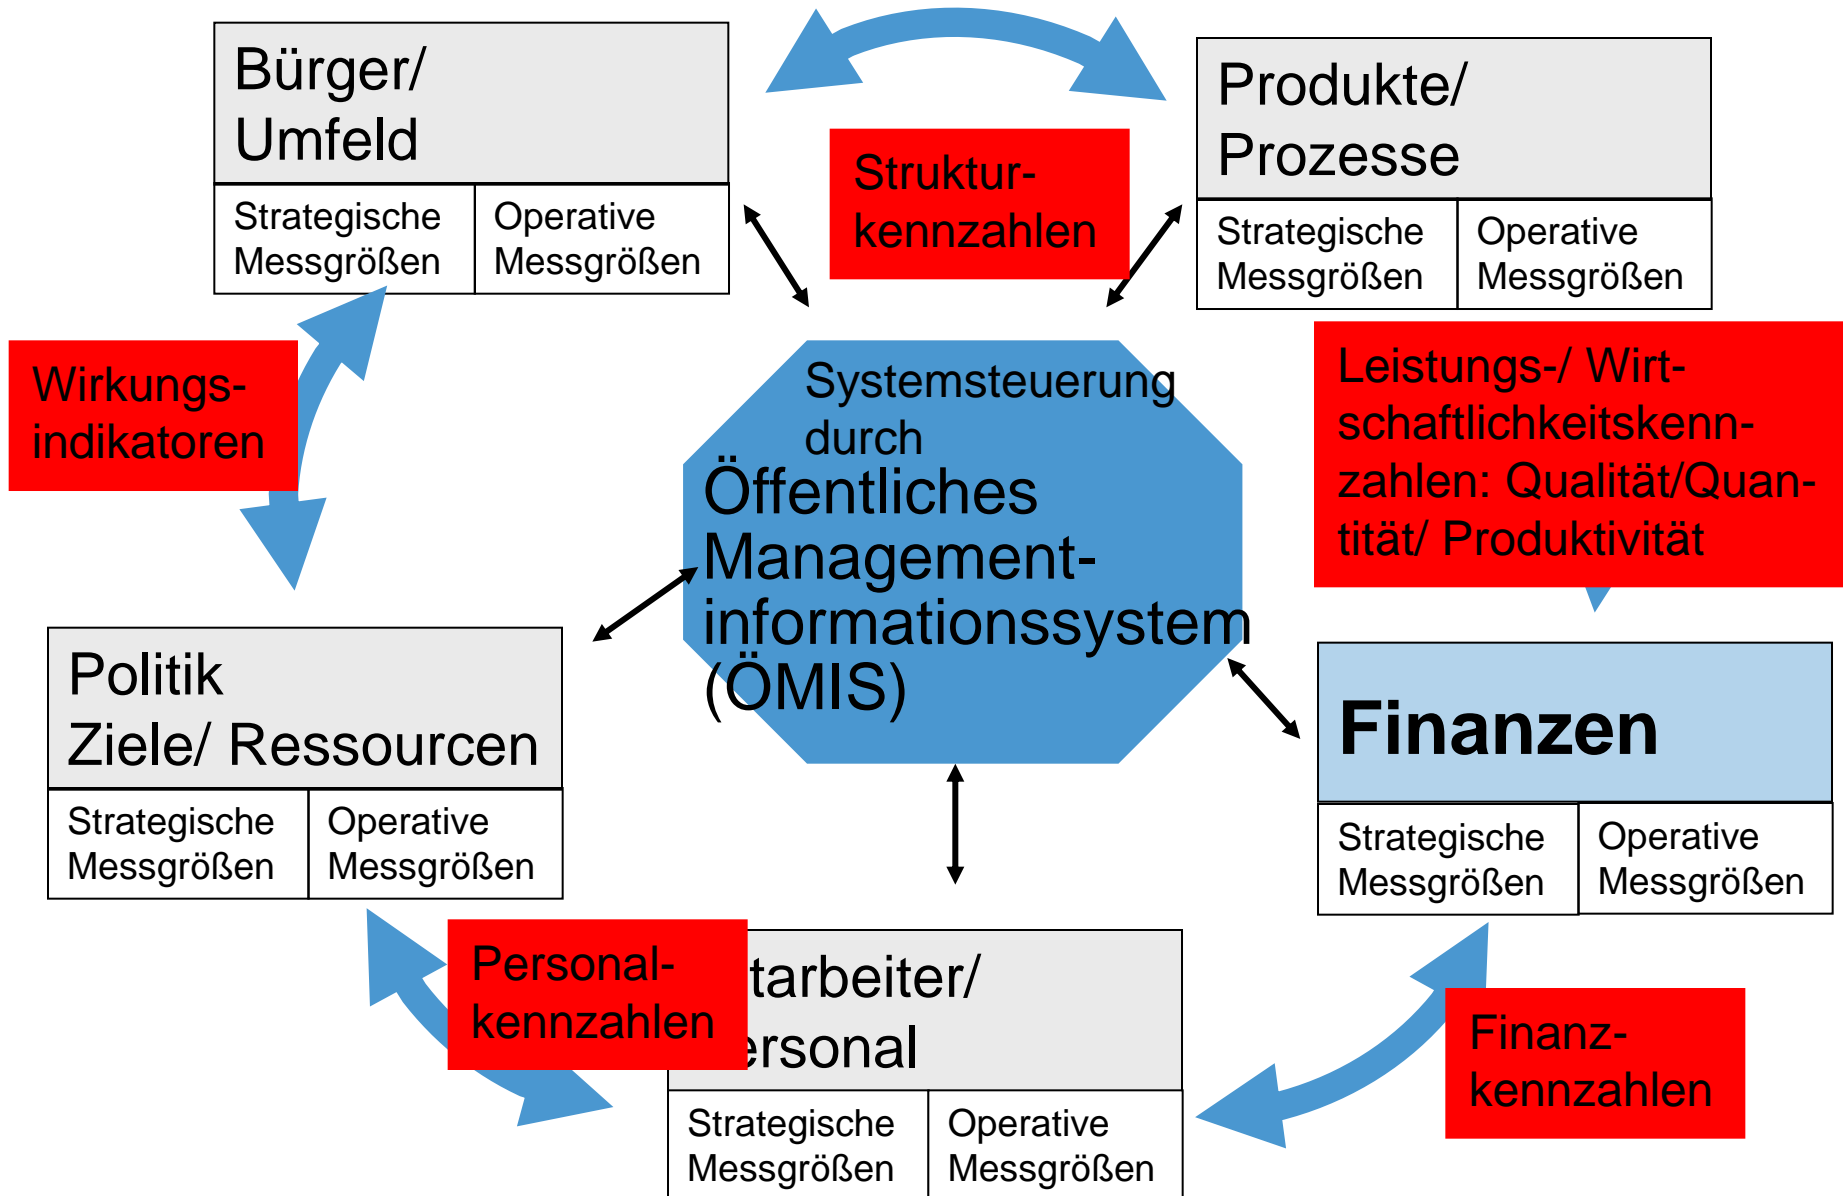 Bürger/
Umfeld
Strategische
Messgrößen
Operative
Messgrößen
Produkte/
Prozesse
Strategische
Messgrößen
Operative
Messgrößen
Struktur-
kennzahlen
Wirkungs-
indikatoren
Systemsteuerung
durch
Öffentliches
Management-
informationssystem
(ÖMIS)
Leistungs-/ Wirt-
schaftlichkeitskenn-
zahlen: Qualität/Quan-
tität/ Produktivität
Politik
Ziele/ Ressourcen
Strategische
Messgrößen
Operative
Messgrößen
Finanzen
Strategische
Messgrößen
Operative
Messgrößen
Personal-
kennzahlen
tarbeiter/
ersonal
Strategische
Messgrößen
Operative
Messgrößen
Finanz-
kennzahlen